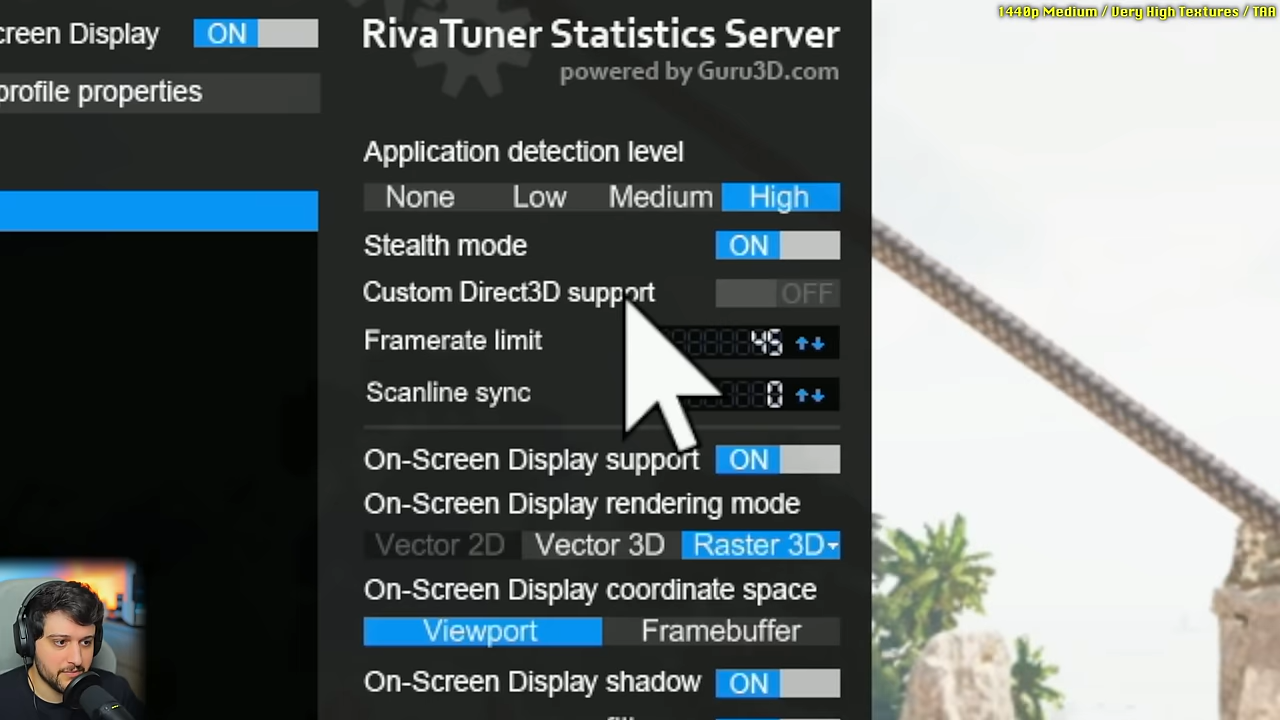 1440p Medium / Very High Textures / TAA
creen Display ON
profile properties
RivaTuner Statistics Server
powered by Guru3D.com
Application detection level
None Low Medium High
Stealth mode ON
Custom Direct3D support OFF
Framerate limit 45
Scanline sync 0
On-Screen Display support ON
On-Screen Display rendering mode
Vector 2D Vector 3D Raster 3D
On-Screen Display coordinate space
Viewport Framebuffer
On-Screen Display shadow ON